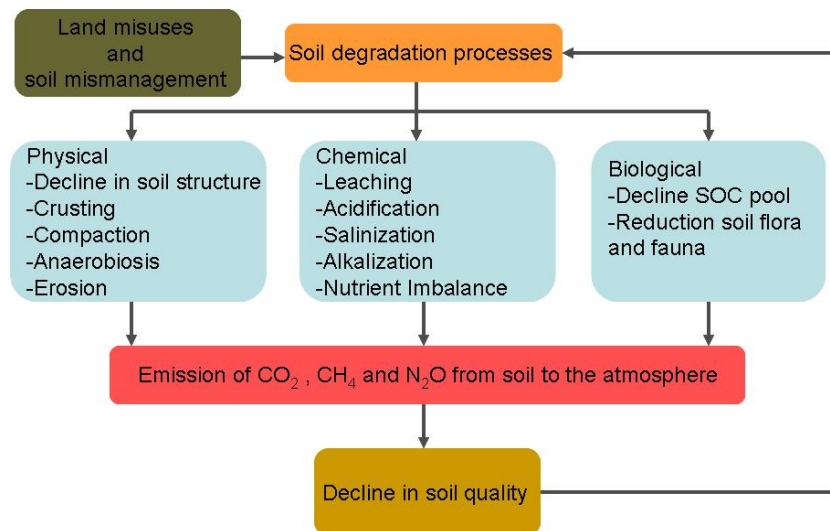 Land misuses
and
soil mismanagement
Soil degradation processes
Physical
-Decline in soil structure
-Crusting
-Compaction
-Anaerobiosis
-Erosion
Chemical
-Leaching
-Acidification
-Salinization
-Alkalization
-Nutrient Imbalance
Biological
-Decline SOC pool
-Reduction soil flora
and fauna
Emission of CO₂ , CH₄ and N₂O from soil to the atmosphere
Decline in soil quality